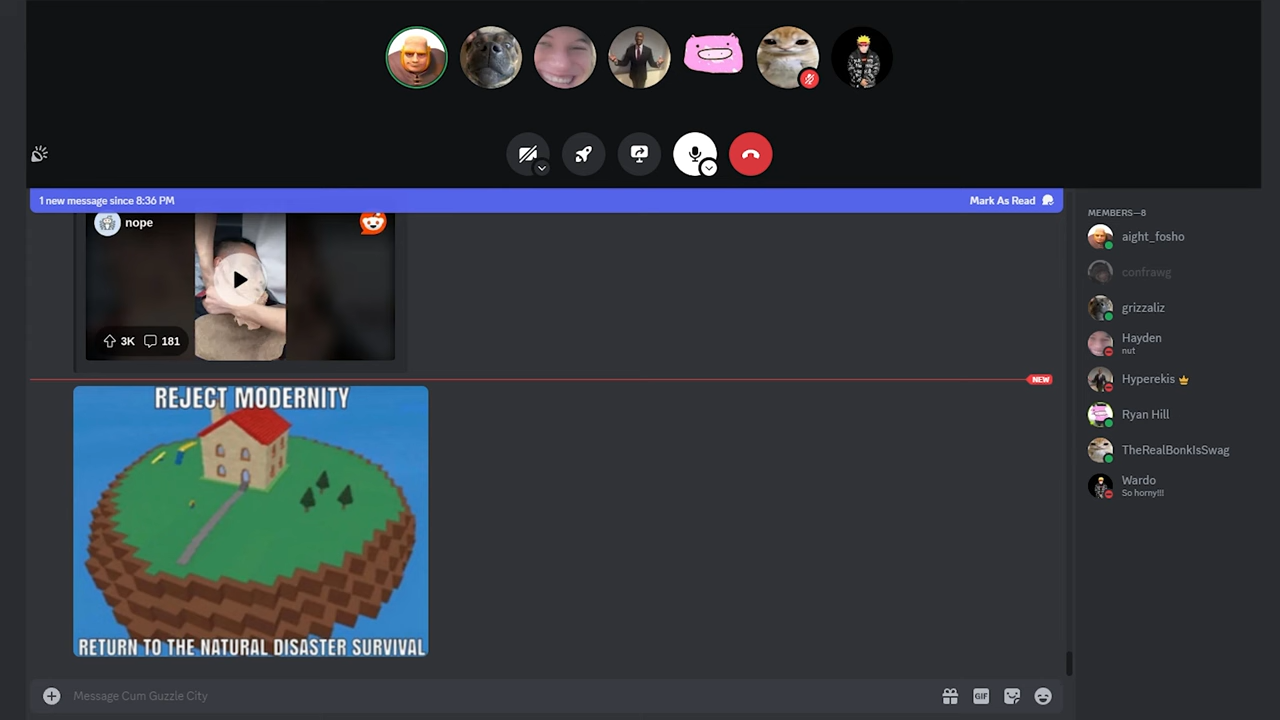 1 new message since 8:36 PM
Mark As Read
nope
3K
181
NEW
REJECT MODERNITY
RETURN TO THE NATURAL DISASTER SURVIVAL
Message Cum Guzzle City
GIF
MEMBERS—8
aight_fosho
confrawg
grizzaliz
Hayden
nut
Hyperekis
Ryan Hill
TheRealBonkIsSwag
Wardo
So horny!!!